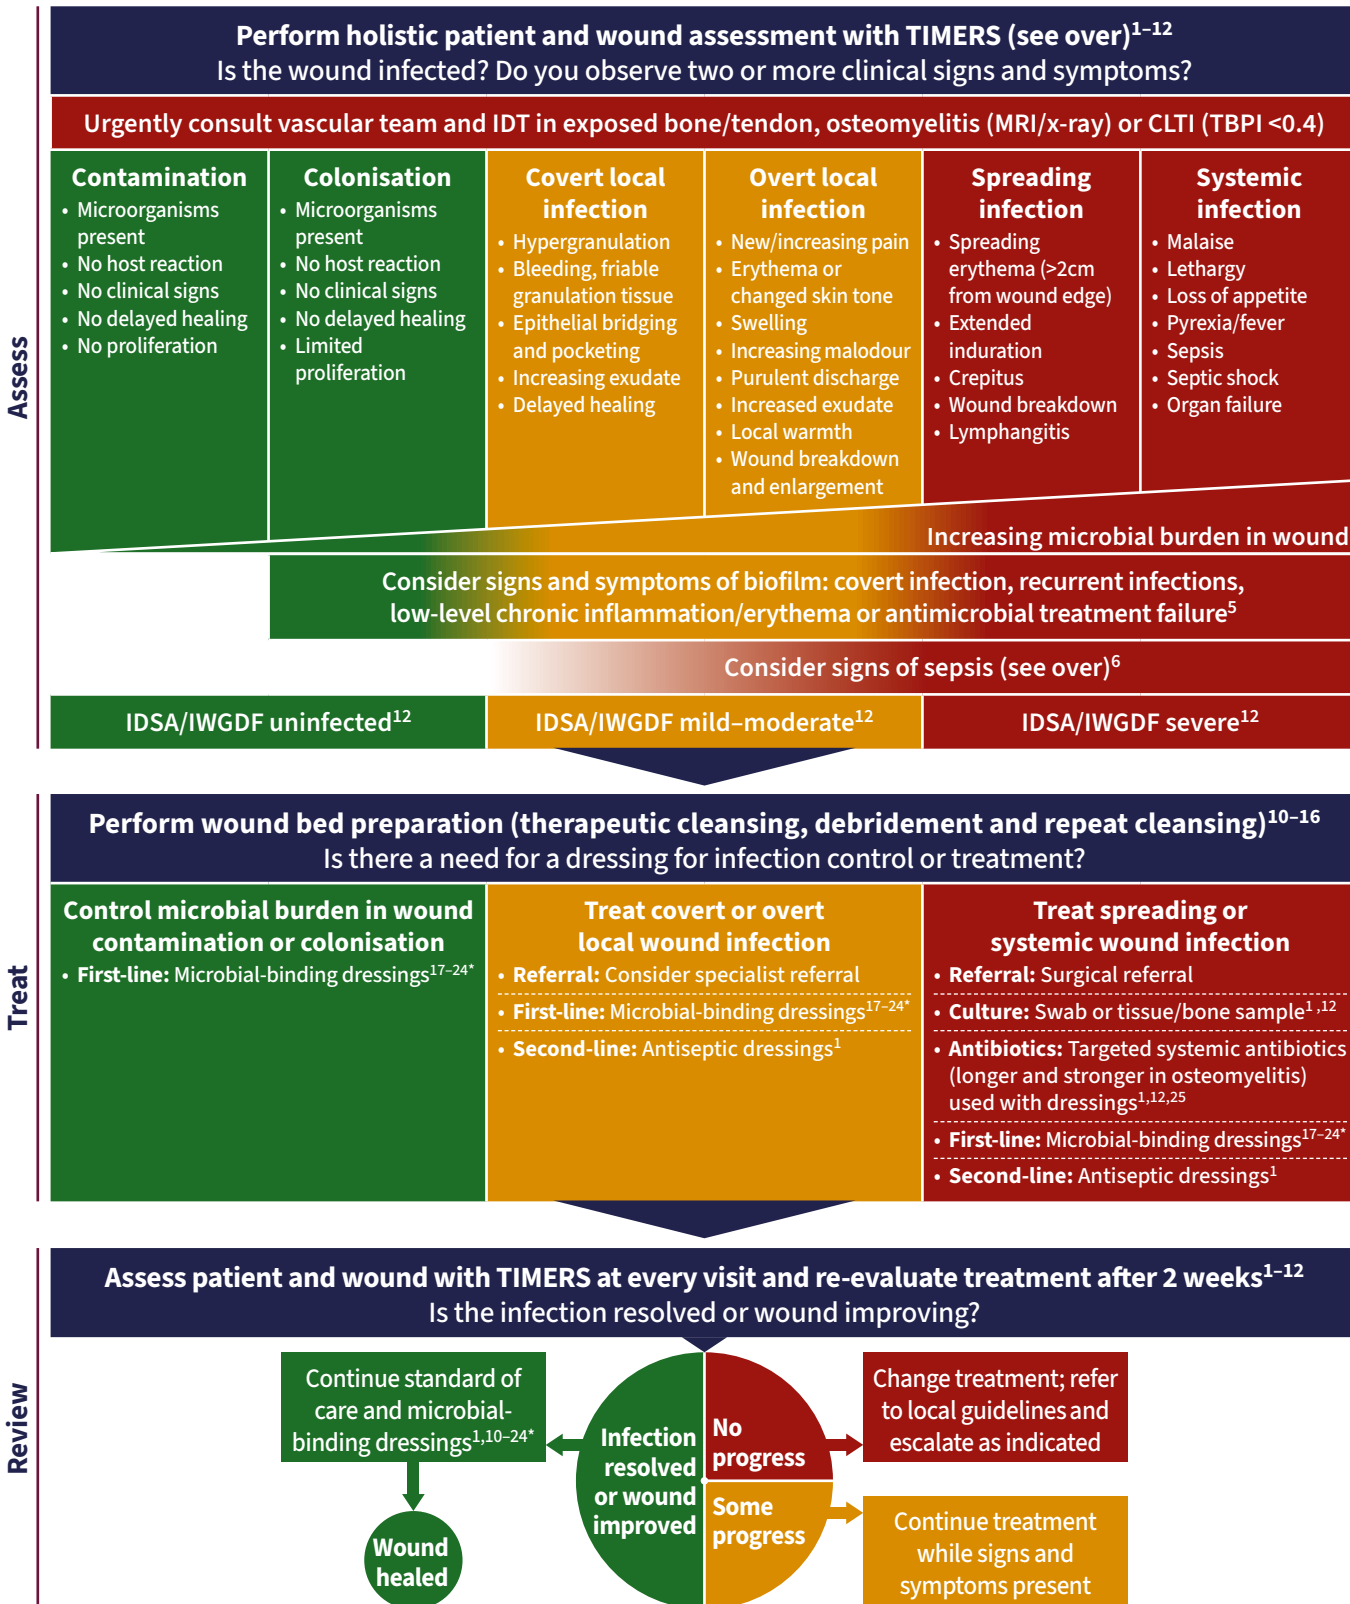 Perform holistic patient and wound assessment with TIMERS (see over)1–12
Is the wound infected? Do you observe two or more clinical signs and symptoms?
Urgently consult vascular team and IDT in exposed bone/tendon, osteomyelitis (MRI/x-ray) or CLTI (TBPI <0.4)
Assess
Contamination
• Microorganisms
present
• No host reaction
• No clinical signs
• No delayed healing
• No proliferation
Colonisation
• Microorganisms
present
• No host reaction
• No clinical signs
• No delayed healing
• Limited
proliferation
Covert local
infection
• Hypergranulation
• Bleeding, friable
granulation tissue
• Epithelial bridging
and pocketing
• Increasing exudate
• Delayed healing
Overt local
infection
• New/increasing pain
• Erythema or
changed skin tone
• Swelling
• Increasing malodour
• Purulent discharge
• Increased exudate
• Local warmth
• Wound breakdown
and enlargement
Spreading
infection
• Spreading
erythema (>2cm
from wound edge)
• Extended
induration
• Crepitus
• Wound breakdown
• Lymphangitis
Systemic
infection
• Malaise
• Lethargy
• Loss of appetite
• Pyrexia/fever
• Sepsis
• Septic shock
• Organ failure
Increasing microbial burden in wound
Consider signs and symptoms of biofilm: covert infection, recurrent infections,
low-level chronic inflammation/erythema or antimicrobial treatment failure5
Consider signs of sepsis (see over)6
IDSA/IWGDF uninfected12
IDSA/IWGDF mild–moderate12
IDSA/IWGDF severe12
Perform wound bed preparation (therapeutic cleansing, debridement and repeat cleansing)10–16
Is there a need for a dressing for infection control or treatment?
Treat
Control microbial burden in wound
contamination or colonisation
• First-line: Microbial-binding dressings17–24*
Treat covert or overt
local wound infection
• Referral: Consider specialist referral
• First-line: Microbial-binding dressings17–24*
• Second-line: Antiseptic dressings1
Treat spreading or
systemic wound infection
• Referral: Surgical referral
• Culture: Swab or tissue/bone sample1,12
• Antibiotics: Targeted systemic antibiotics
(longer and stronger in osteomyelitis)
used with dressings1,12,25
• First-line: Microbial-binding dressings17–24*
• Second-line: Antiseptic dressings1
Assess patient and wound with TIMERS at every visit and re-evaluate treatment after 2 weeks1–12
Is the infection resolved or wound improving?
Review
Continue standard of
care and microbial-
binding dressings1,10–24*
Wound
healed
Infection
resolved
or wound
improved
No
progress
Some
progress
Change treatment; refer
to local guidelines and
escalate as indicated
Continue treatment
while signs and
symptoms present